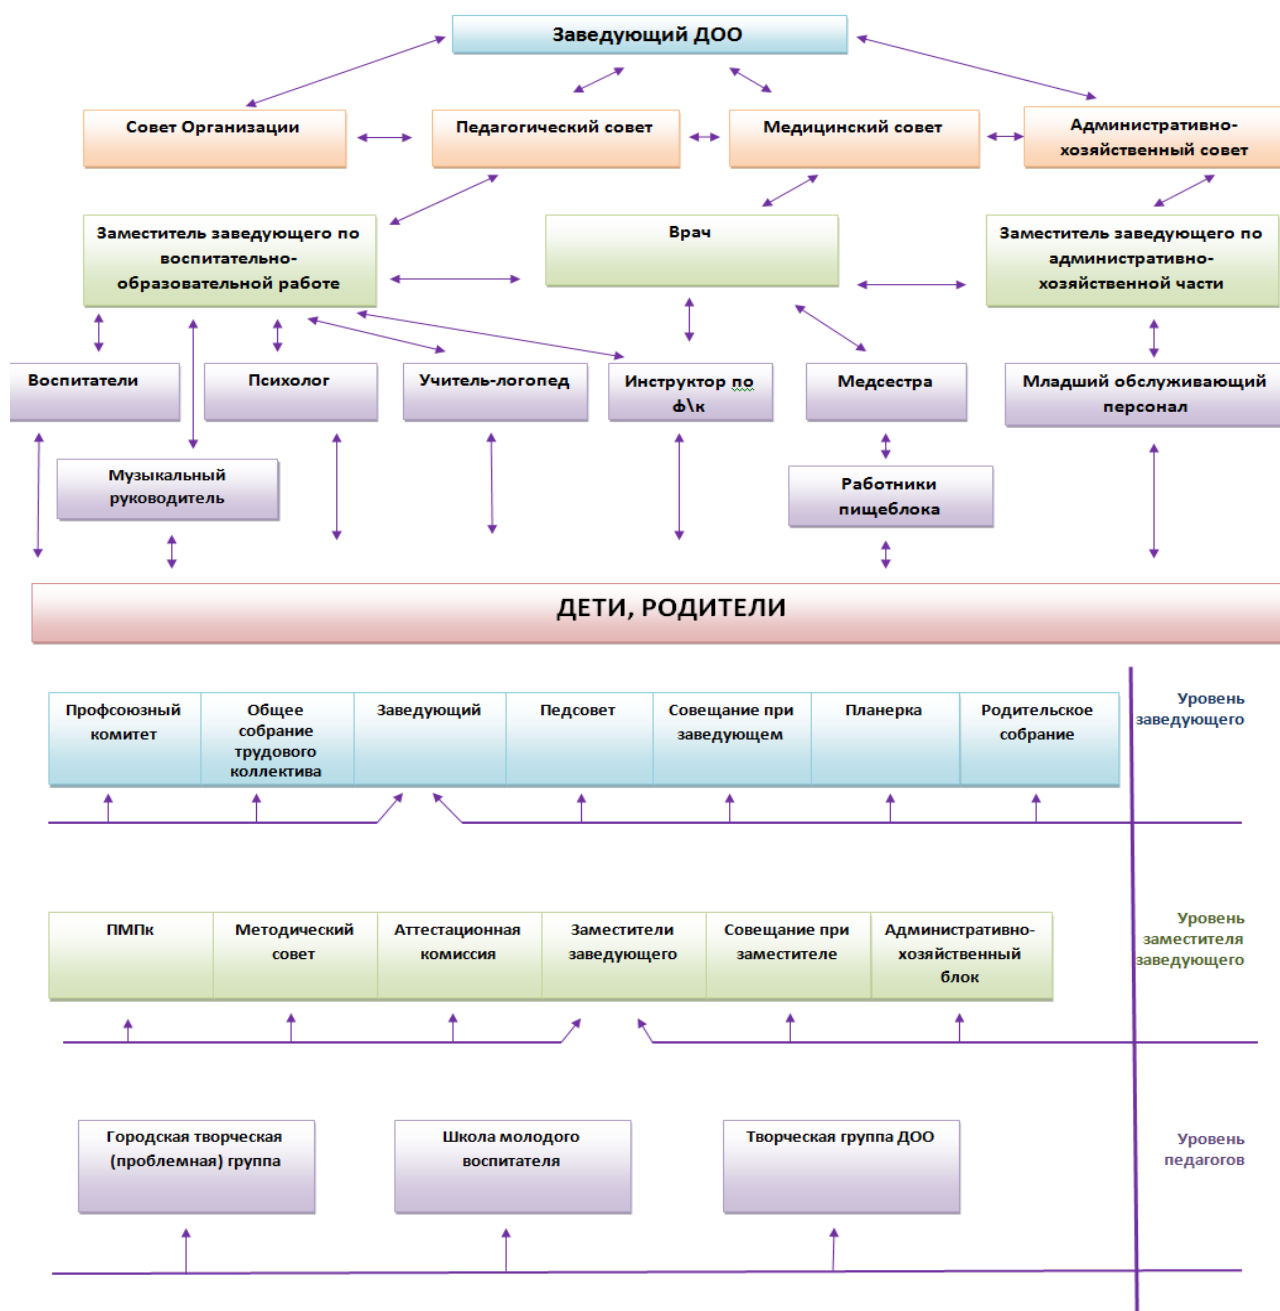 Заведующий ДОО
Совет Организации
Педагогический совет
Медицинский совет
Административно-
хозяйственный совет
Заместитель заведующего по
воспитательно-
образовательной работе
Врач
Заместитель заведующего по
административно-
хозяйственной части
Воспитатели
Психолог
Учитель-логопед
Инструктор по
ф\к
Медсестра
Младший обслуживающий
персонал
Музыкальный
руководитель
Работники
пищеблока
ДЕТИ, РОДИТЕЛИ
Профсоюзный
комитет
Общее
собрание
трудового
коллектива
Заведующий
Педсовет
Совещание при
заведующем
Планерка
Родительское
собрание
Уровень
заведующего
ПМПк
Методический
совет
Аттестационная
комиссия
Заместители
заведующего
Совещание при
заместителе
Административно-
хозяйственный
блок
Уровень
заместителя
заведующего
Городская творческая
(проблемная) группа
Школа молодого
воспитателя
Творческая группа ДОО
Уровень
педагогов